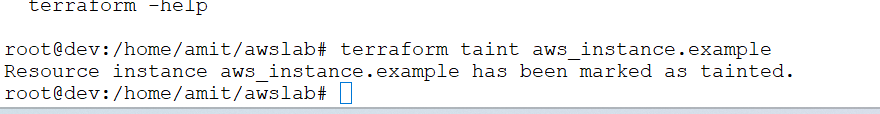 terraform -help
root@dev:/home/amit/awslab# terraform taint aws_instance.example
Resource instance aws_instance.example has been marked as tainted.
root@dev:/home/amit/awslab#